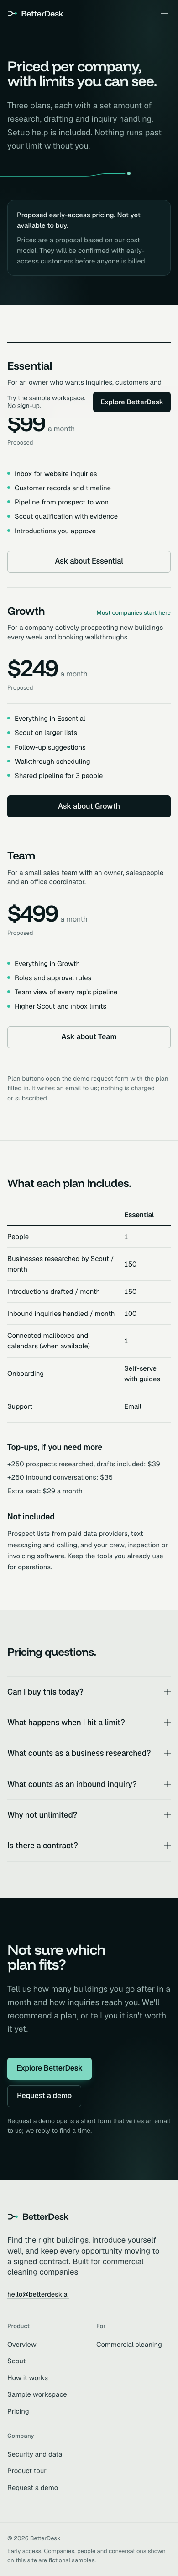 BetterDesk
Priced per company,
with limits you can see.
Three plans, each with a set amount of
research, drafting and inquiry handling.
Setup help is included. Nothing runs past
your limit without you.
Proposed early-access pricing. Not yet
available to buy.
Prices are a proposal based on our cost
model. They will be confirmed with early-
access customers before anyone is billed.
Essential
For an owner who wants inquiries, customers and
Try the sample workspace.
No sign-up.
Explore BetterDesk
$99 a month
Proposed
Inbox for website inquiries
Customer records and timeline
Pipeline from prospect to won
Scout qualification with evidence
Introductions you approve
Ask about Essential
Growth
Most companies start here
For a company actively prospecting new buildings
every week and booking walkthroughs.
$249 a month
Proposed
Everything in Essential
Scout on larger lists
Follow-up suggestions
Walkthrough scheduling
Shared pipeline for 3 people
Ask about Growth
Team
For a small sales team with an owner, salespeople
and an office coordinator.
$499 a month
Proposed
Everything in Growth
Roles and approval rules
Team view of every rep's pipeline
Higher Scout and inbox limits
Ask about Team
Plan buttons open the demo request form with the plan
filled in. It writes an email to us; nothing is charged
or subscribed.
What each plan includes.
Essential
People 1
Businesses researched by Scout /
month 150
Introductions drafted / month 150
Inbound inquiries handled / month 100
Connected mailboxes and
calendars (when available) 1
Onboarding Self-serve
with guides
Support Email
Top-ups, if you need more
+250 prospects researched, drafts included: $39
+250 inbound conversations: $35
Extra seat: $29 a month
Not included
Prospect lists from paid data providers, text
messaging and calling, and your crew, inspection or
invoicing software. Keep the tools you already use
for operations.
Pricing questions.
Can I buy this today?
What happens when I hit a limit?
What counts as a business researched?
What counts as an inbound inquiry?
Why not unlimited?
Is there a contract?
Not sure which
plan fits?
Tell us how many buildings you go after in a
month and how inquiries reach you. We'll
recommend a plan, or tell you it isn't worth
it yet.
Explore BetterDesk
Request a demo
Request a demo opens a short form that writes an email
to us; we reply to find a time.
BetterDesk
Find the right buildings, introduce yourself
well, and keep every opportunity moving to
a signed contract. Built for commercial
cleaning companies.
hello@betterdesk.ai
Product
Overview
Scout
How it works
Sample workspace
Pricing
For
Commercial cleaning
Company
Security and data
Product tour
Request a demo
© 2026 BetterDesk
Early access. Companies, people and conversations shown
on this site are fictional samples.